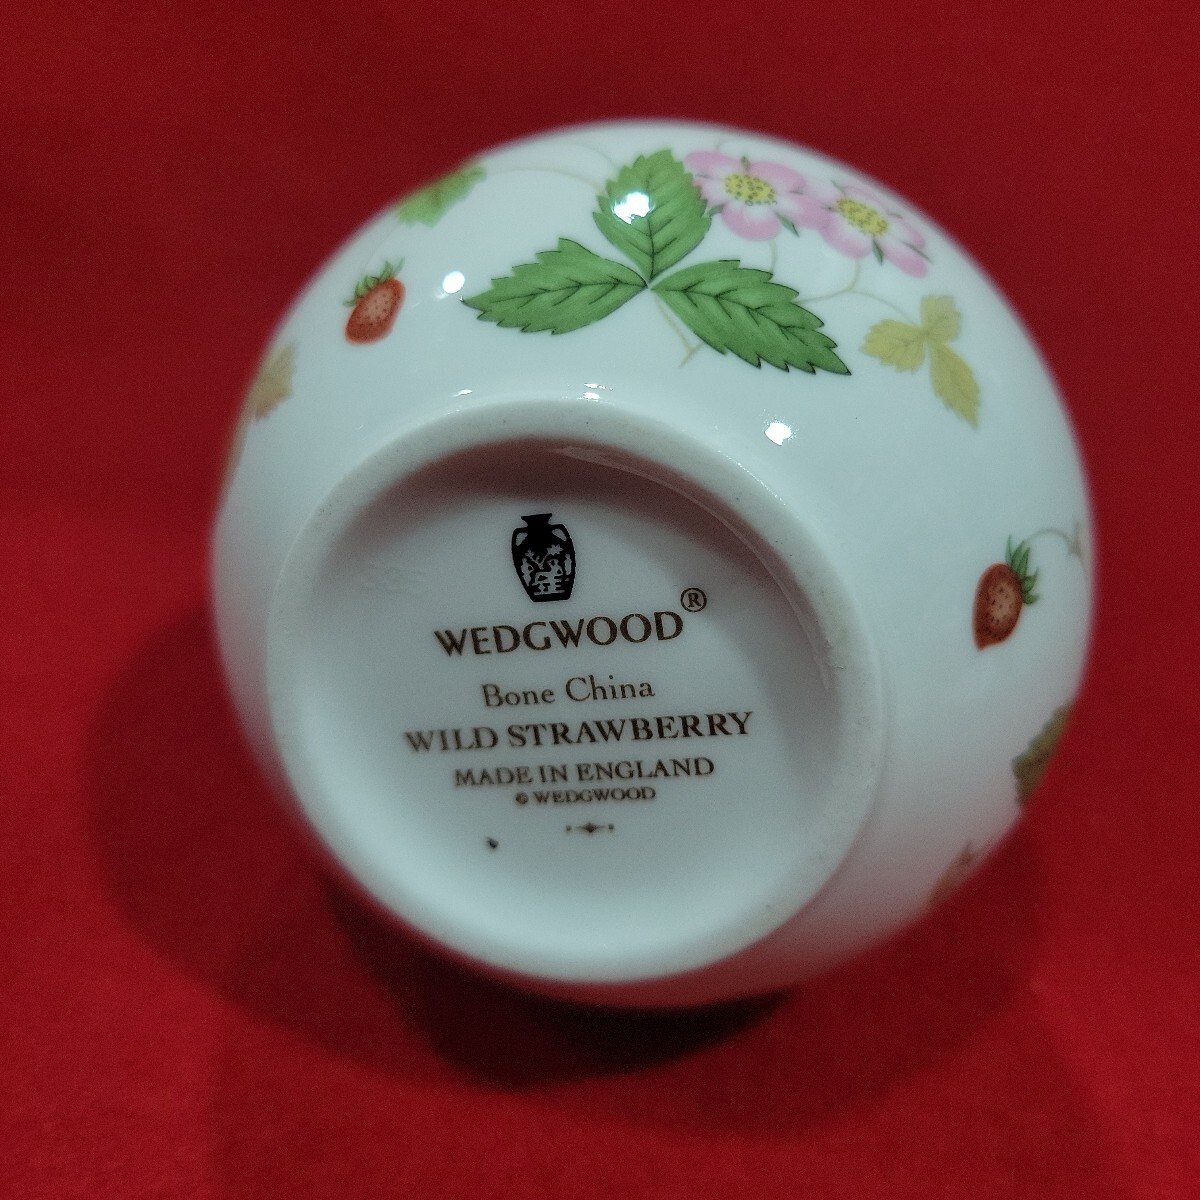 WEDGWOOD®
Bone China
WILD STRAWBERRY
MADE IN ENGLAND
© WEDGWOOD